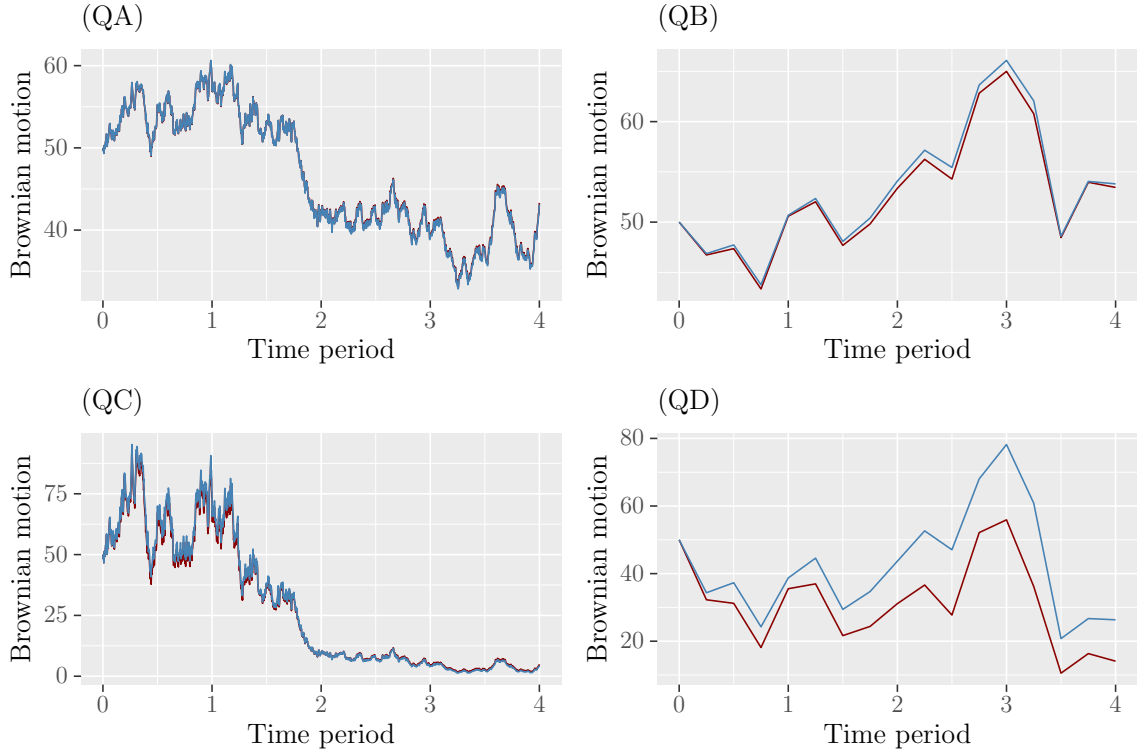 (QA)
Brownian motion
60
50
40
0 1 2 3 4
Time period
(QB)
Brownian motion
60
50
0 1 2 3 4
Time period
(QC)
Brownian motion
75
50
25
0
0 1 2 3 4
Time period
(QD)
Brownian motion
80
60
40
20
0 1 2 3 4
Time period